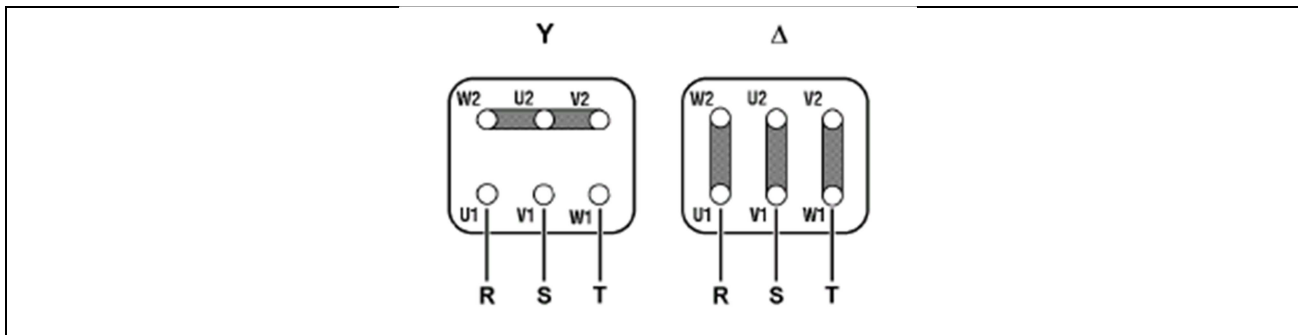 Y Δ
W2 U2 V2 W2 U2 V2
U1 V1 W1 U1 V1 W1
R S T R S T